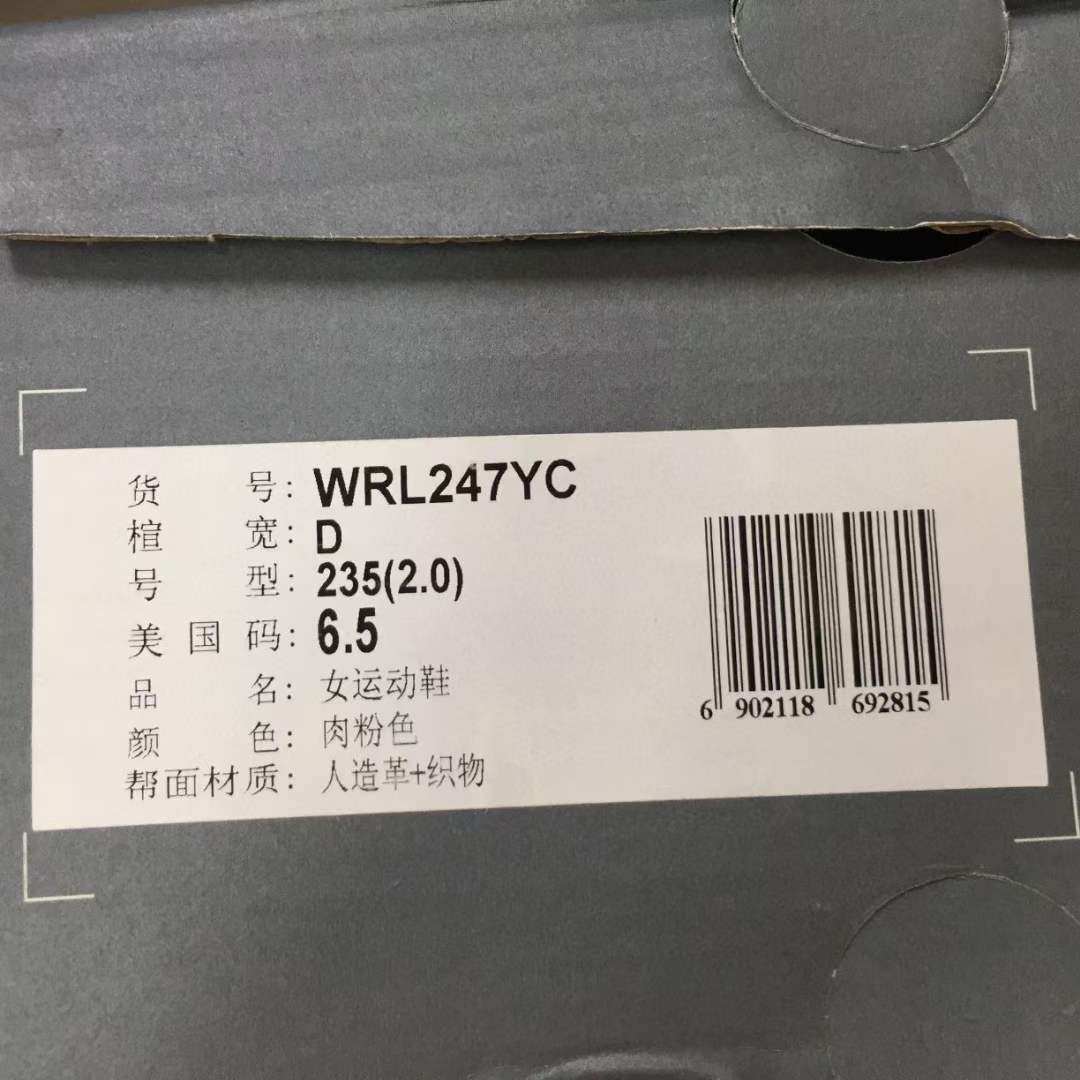 货号：WRL247YC
楦宽：D
号型：235(2.0)
美国码：6.5
品名：女运动鞋
颜色：肉粉色
帮面材质：人造革+织物
6 902118 692815